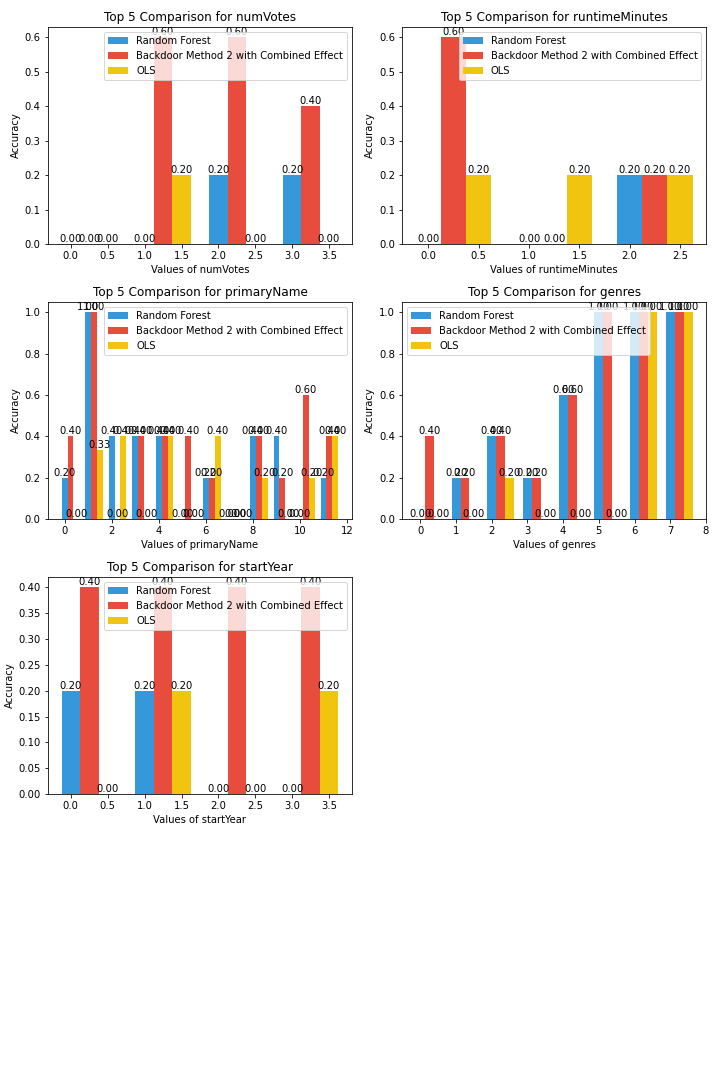 Top 5 Comparison for numVotes
Accuracy
0.6
0.5
0.4
0.3
0.2
0.1
0.0
Random Forest
Backdoor Method 2 with Combined Effect
OLS
0.60 0.60
0.40
0.20 0.20 0.20
0.00 0.00 0.00 0.00 0.00 0.00
0.0 0.5 1.0 1.5 2.0 2.5 3.0 3.5
Values of numVotes
Top 5 Comparison for runtimeMinutes
Accuracy
0.6
0.5
0.4
0.3
0.2
0.1
0.0
Random Forest
Backdoor Method 2 with Combined Effect
OLS
0.60
0.20 0.20 0.20 0.20 0.20
0.00 0.00 0.00
0.0 0.5 1.0 1.5 2.0 2.5
Values of runtimeMinutes
Top 5 Comparison for primaryName
Accuracy
1.0
0.8
0.6
0.4
0.2
0.0
Random Forest
Backdoor Method 2 with Combined Effect
OLS
0.60
0.40
0.33
0.20
0.00
0 2 4 6 8 10 12
Values of primaryName
Top 5 Comparison for genres
Accuracy
1.0
0.8
0.6
0.4
0.2
0.0
Random Forest
Backdoor Method 2 with Combined Effect
OLS
0.60
0.40
0.20
0.00 0.00 0.00 0.00 0.00 0.00
0 1 2 3 4 5 6 7 8
Values of genres
Top 5 Comparison for startYear
Accuracy
0.40
0.35
0.30
0.25
0.20
0.15
0.10
0.05
0.00
Random Forest
Backdoor Method 2 with Combined Effect
OLS
0.40 0.40 0.40 0.40
0.20 0.20 0.20 0.20
0.00 0.00 0.00 0.00
0.0 0.5 1.0 1.5 2.0 2.5 3.0 3.5
Values of startYear